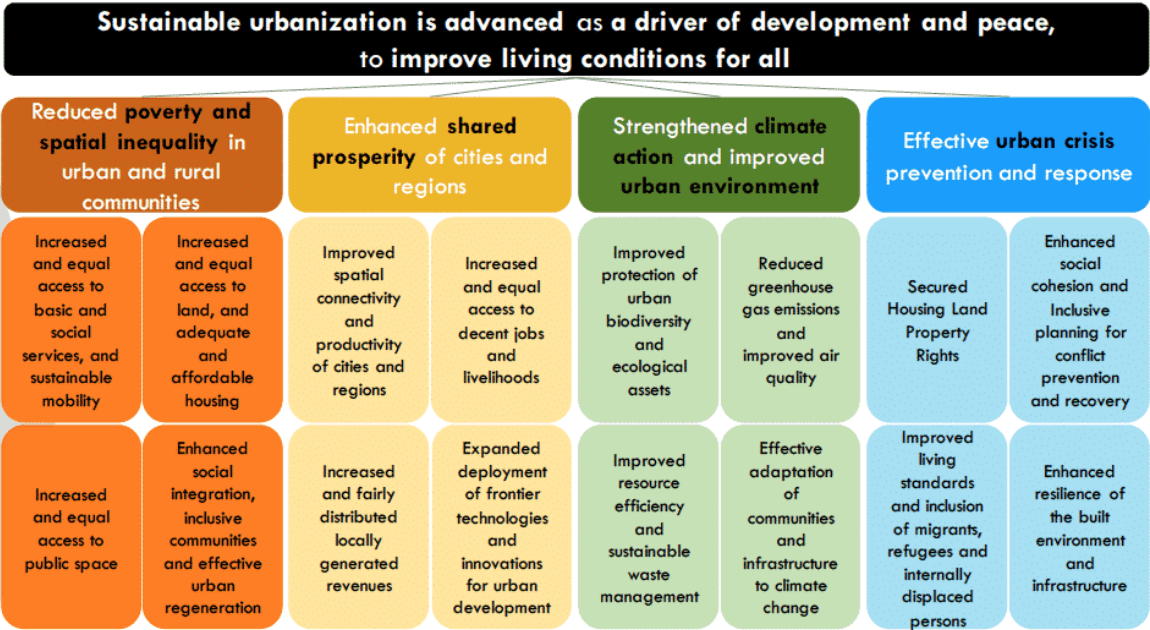 Sustainable urbanization is advanced as a driver of development and peace,
to improve living conditions for all
Reduced poverty and
spatial inequality in
urban and rural
communities
Enhanced shared
prosperity of cities and
regions
Strengthened climate
action and improved
urban environment
Effective urban crisis
prevention and response
Increased
and equal
access to
basic and
social
services, and
sustainable
mobility
Increased
and equal
access to
land, and
adequate
and
affordable
housing
Improved
spatial
connectivity
and
productivity
of cities and
regions
Increased
and equal
access to
decent jobs
and
livelihoods
Improved
protection of
urban
biodiversity
and
ecological
assets
Reduced
greenhouse
gas emissions
and
improved air
quality
Secured
Housing Land
Property
Rights
Enhanced
social
cohesion and
Inclusive
planning for
conflict
prevention
and recovery
Increased
and equal
access to
public space
Enhanced
social
integration,
inclusive
communities
and effective
urban
regeneration
Increased
and fairly
distributed
locally
generated
revenues
Expanded
deployment
of frontier
technologies
and
innovations
for urban
development
Improved
resource
efficiency
and
sustainable
waste
management
Effective
adaptation
of
communities
and
infrastructure
to climate
change
Improved
living
standards
and inclusion
of migrants,
refugees and
internally
displaced
persons
Enhanced
resilience of
the built
environment
and
infrastructure